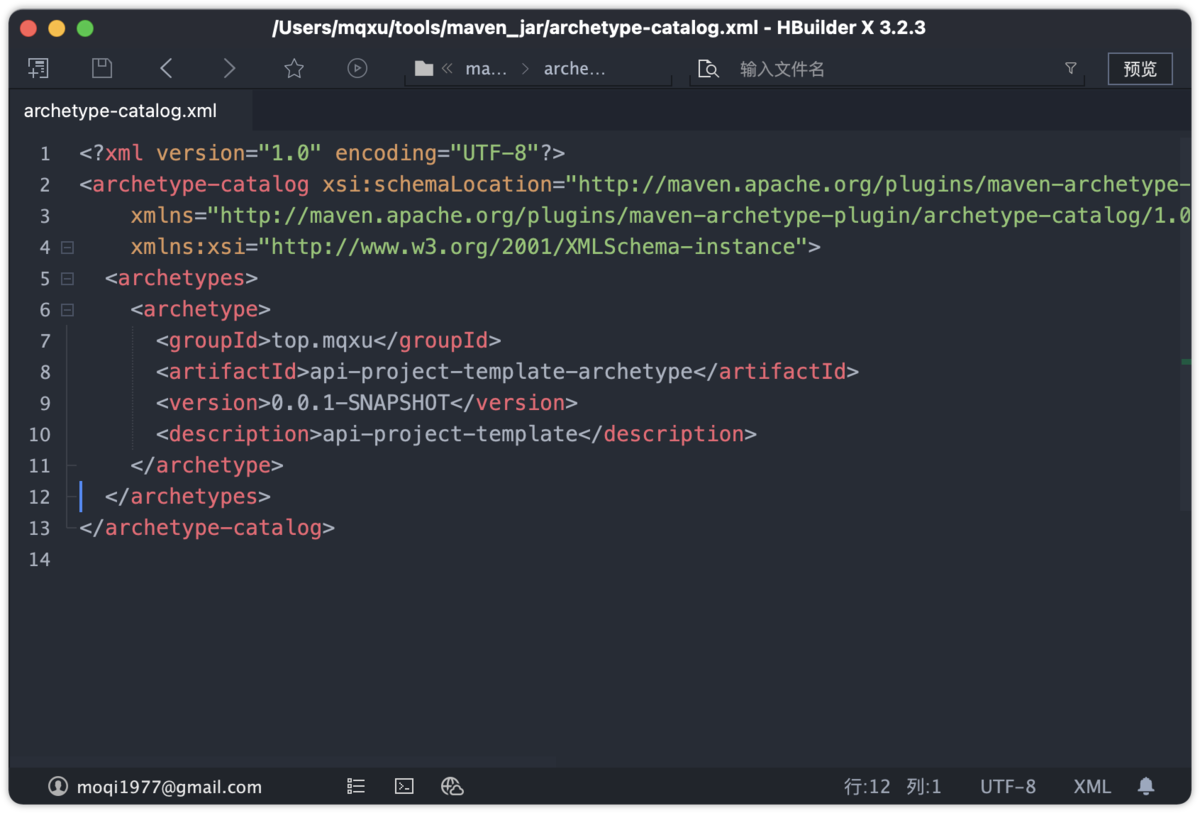 /Users/mqxu/tools/maven_jar/archetype-catalog.xml - HBuilder X 3.2.3
ma... arche... 输入文件名 预览
archetype-catalog.xml
1 <?xml version="1.0" encoding="UTF-8"?>
2 <archetype-catalog xsi:schemaLocation="http://maven.apache.org/plugins/maven-archetype-
3 xmlns="http://maven.apache.org/plugins/maven-archetype-plugin/archetype-catalog/1.0
4 xmlns:xsi="http://www.w3.org/2001/XMLSchema-instance">
5 <archetypes>
6 <archetype>
7 <groupId>top.mqxu</groupId>
8 <artifactId>api-project-template-archetype</artifactId>
9 <version>0.0.1-SNAPSHOT</version>
10 <description>api-project-template</description>
11 </archetype>
12 </archetypes>
13 </archetype-catalog>
14
moqi1977@gmail.com 行:12 列:1 UTF-8 XML